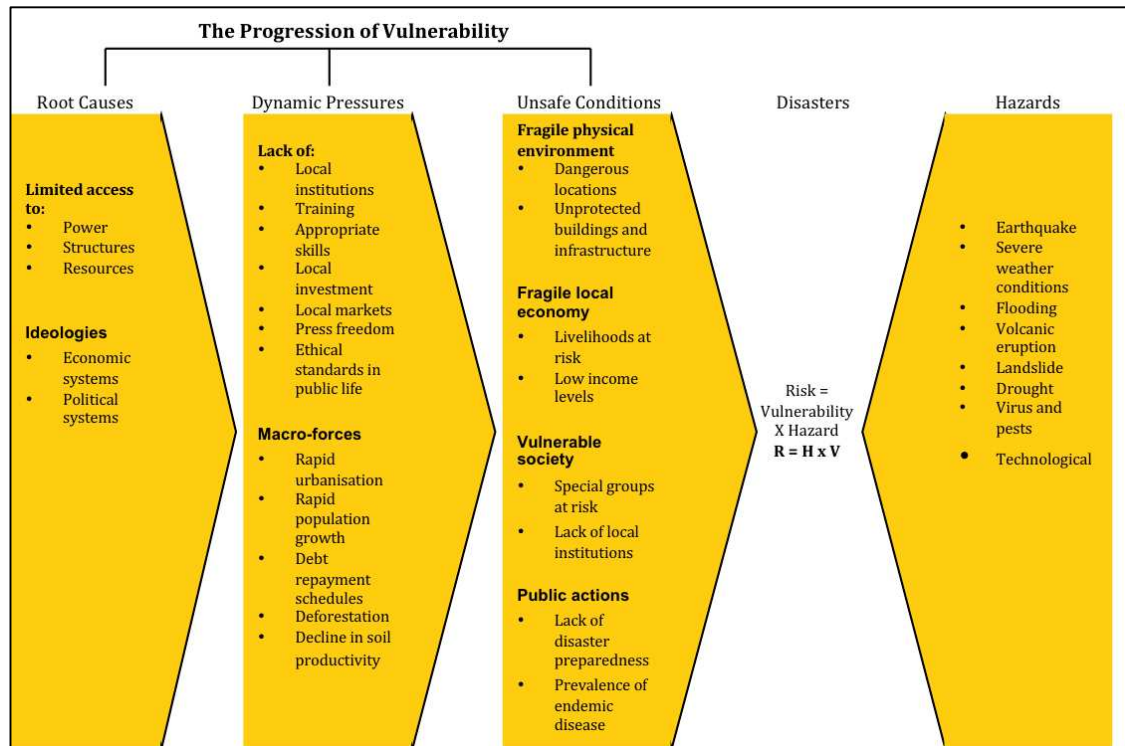 The Progression of Vulnerability
Root Causes
Dynamic Pressures
Unsafe Conditions
Disasters
Hazards
Limited access
to:
• Power
• Structures
• Resources
Ideologies
• Economic
systems
• Political
systems
Lack of:
• Local
institutions
• Training
• Appropriate
skills
• Local
investment
• Local markets
• Press freedom
• Ethical
standards in
public life
Macro-forces
• Rapid
urbanisation
• Rapid
population
growth
• Debt
repayment
schedules
• Deforestation
• Decline in soil
productivity
Fragile physical
environment
• Dangerous
locations
• Unprotected
buildings and
infrastructure
Fragile local
economy
• Livelihoods at
risk
• Low income
levels
Vulnerable
society
• Special groups
at risk
• Lack of local
institutions
Public actions
• Lack of
disaster
preparedness
• Prevalence of
endemic
disease
Risk =
Vulnerability
X Hazard
R = H x V
• Earthquake
• Severe
weather
conditions
• Flooding
• Volcanic
eruption
• Landslide
• Drought
• Virus and
pests
• Technological